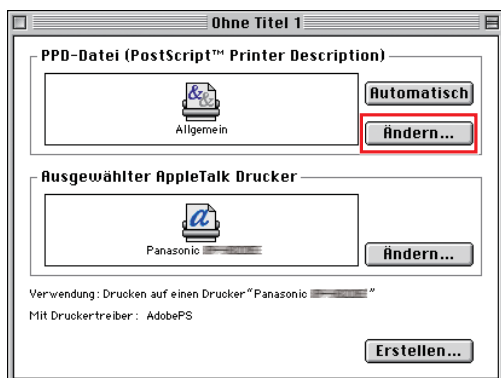 Ohne Titel 1
PPD-Datei (PostScript™ Printer Description)
Allgemein
Automatisch
Ändern...
Ausgewählter AppleTalk Drucker
Panasonic
Ändern...
Verwendung: Drucken auf einen Drucker “Panasonic ”
Mit Druckertreiber: AdobePS
Erstellen...